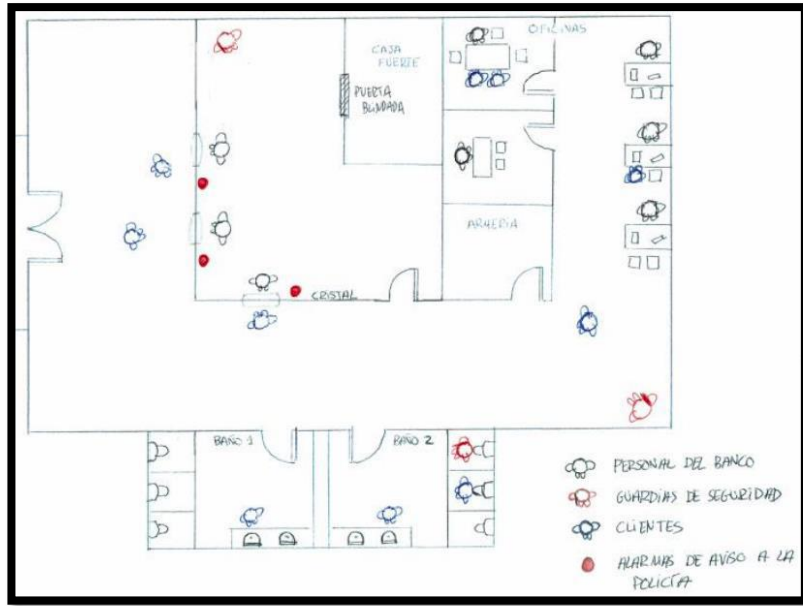 OFICINAS
CAJA
FUERTE
PUERTA
BLINDADA
ARMERÍA
CRISTAL
BAÑO 1
BAÑO 2
PERSONAL DEL BANCO
GUARDIAS DE SEGURIDAD
CLIENTES
ALARMAS DE AVISO A LA
POLICÍA